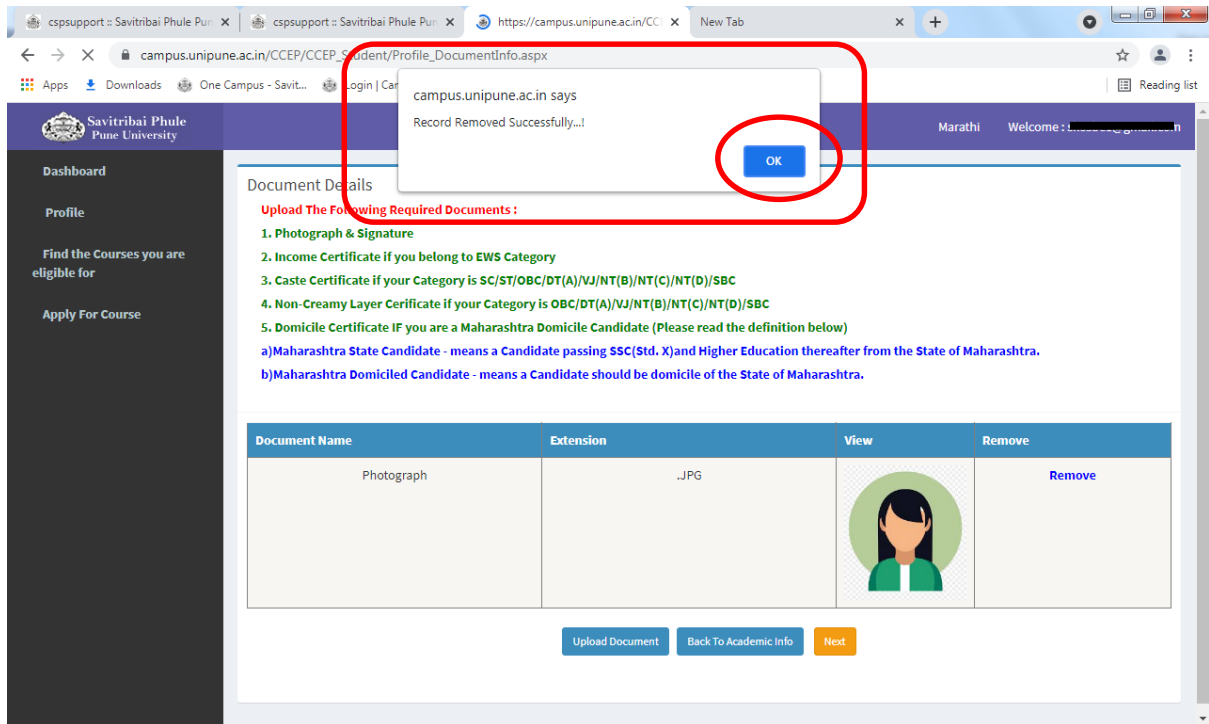 cspsupport :: Savitribai Phule Pun
cspsupport :: Savitribai Phule Pun
https://campus.unipune.ac.in/CC
New Tab
campus.unipune.ac.in/CCEP/CCEP_Student/Profile_DocumentInfo.aspx
Apps Downloads One Campus - Savit... Login | Car Reading list
campus.unipune.ac.in says
Record Removed Successfully...!
OK
Savitribai Phule
Pune University
Marathi Welcome :
Dashboard
Profile
Find the Courses you are
eligible for
Apply For Course
Document Details
Upload The Following Required Documents :
1. Photograph & Signature
2. Income Certificate if you belong to EWS Category
3. Caste Certificate if your Category is SC/ST/OBC/DT(A)/VJ/NT(B)/NT(C)/NT(D)/SBC
4. Non-Creamy Layer Cerificate if your Category is OBC/DT(A)/VJ/NT(B)/NT(C)/NT(D)/SBC
5. Domicile Certificate IF you are a Maharashtra Domicile Candidate (Please read the definition below)
a)Maharashtra State Candidate - means a Candidate passing SSC(Std. X)and Higher Education thereafter from the State of Maharashtra.
b)Maharashtra Domiciled Candidate - means a Candidate should be domicile of the State of Maharashtra.
Document Name Extension View Remove
Photograph .JPG Remove
Upload Document Back To Academic Info Next